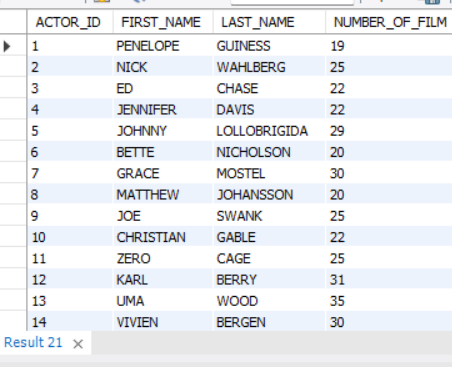 ACTOR_ID FIRST_NAME LAST_NAME NUMBER_OF_FILM
1 PENELOPE GUINESS 19
2 NICK WAHLBERG 25
3 ED CHASE 22
4 JENNIFER DAVIS 22
5 JOHNNY LOLLOBRIGIDA 29
6 BETTE NICHOLSON 20
7 GRACE MOSTEL 30
8 MATTHEW JOHANSSON 20
9 JOE SWANK 25
10 CHRISTIAN GABLE 22
11 ZERO CAGE 25
12 KARL BERRY 31
13 UMA WOOD 35
14 VIVIEN BERGEN 30
Result 21